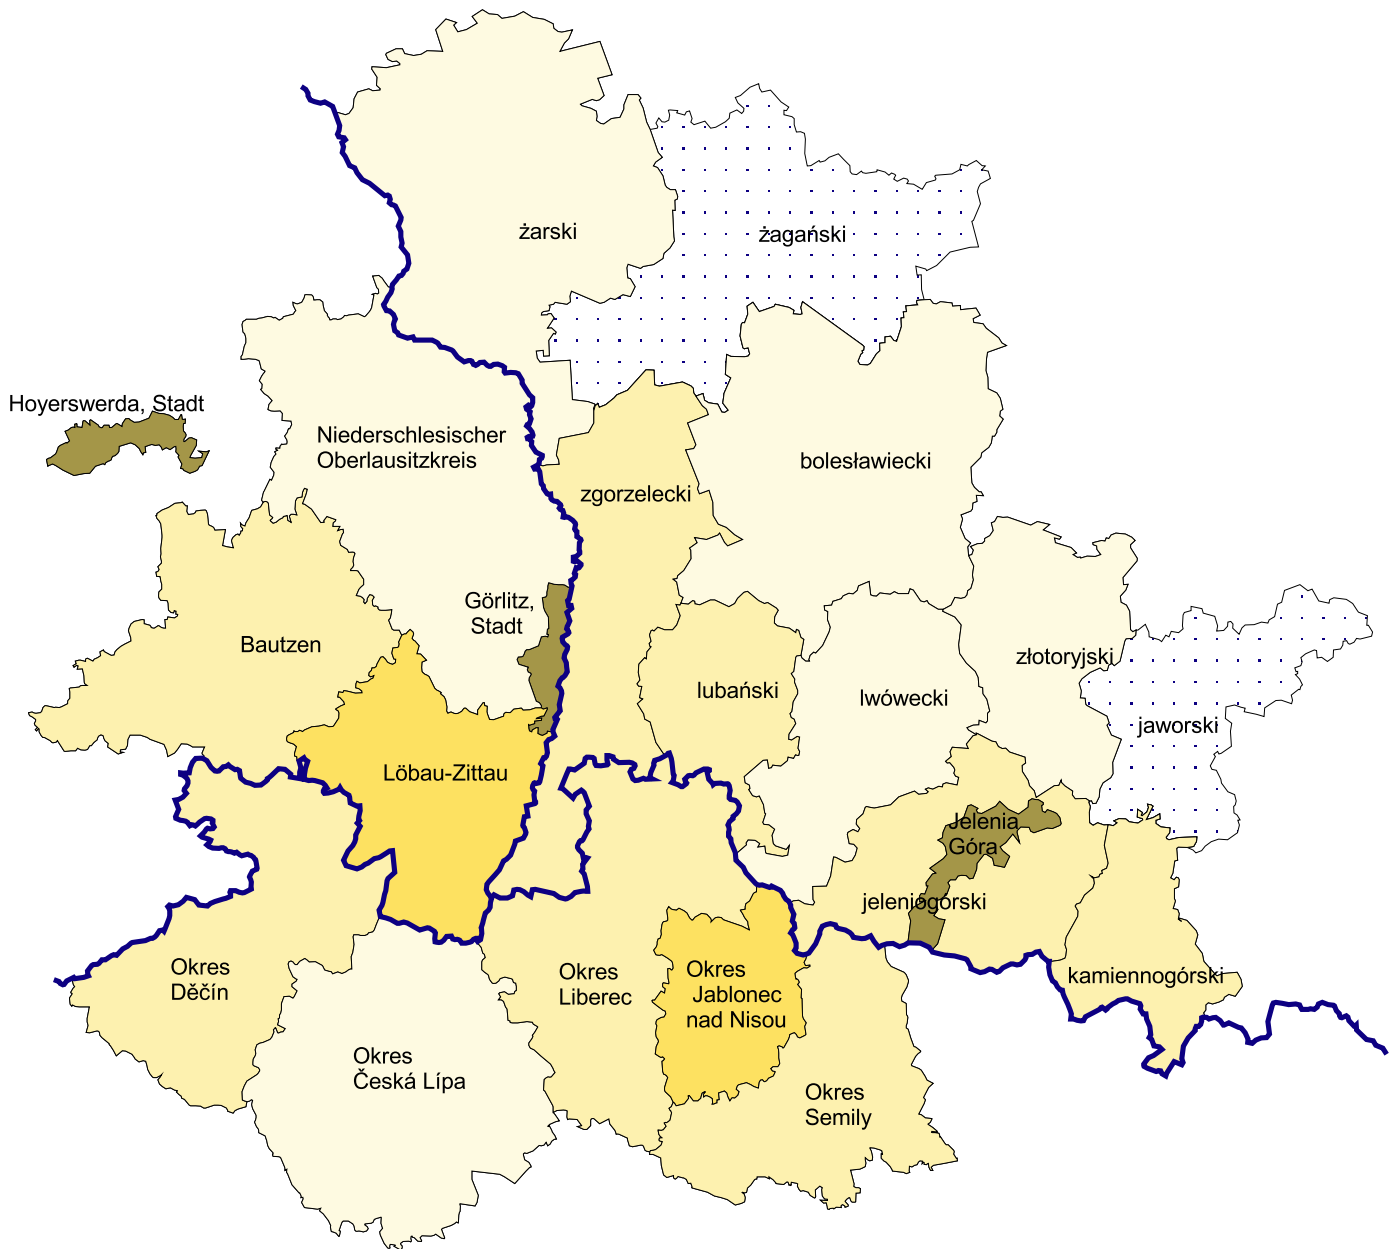 żarski
żagański
Hoyerswerda, Stadt
Niederschlesischer
Oberlausitzkreis
bolesławiecki
zgorzelecki
Görlitz,
Stadt
Bautzen
złotoryjski
lubański
lwówecki
jaworski
Löbau-Zittau
Jelenia
Góra
jeleniogórski
Okres
Děčín
Okres
Liberec
Okres
Jablonec
nad Nisou
kamiennogórski
Okres
Česká Lípa
Okres
Semily